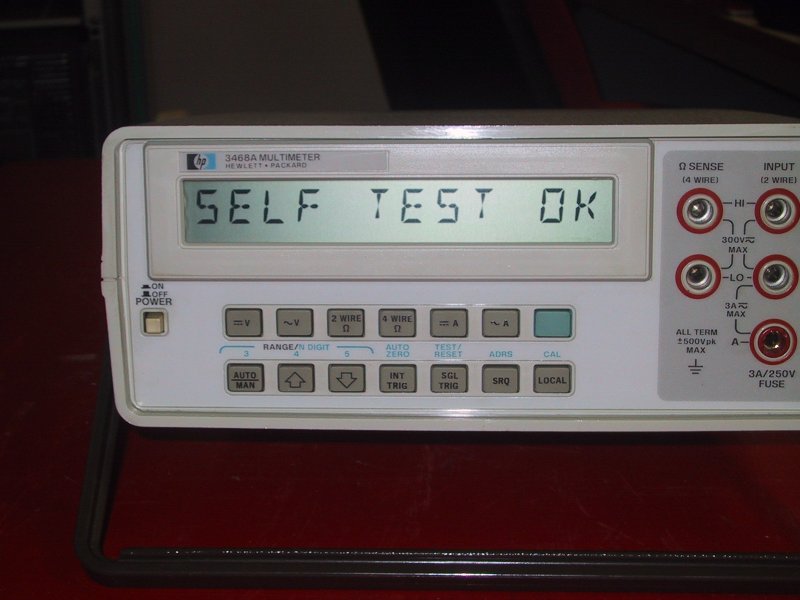 hp 3468A MULTIMETER
HEWLETT • PACKARD
SELF TEST OK
ON
OFF
POWER
⎓V
~V
2 WIRE Ω
4 WIRE Ω
⎓A
~A
RANGE/N DIGIT
3 4 5
AUTO ZERO
TEST/RESET
ADRS
CAL
AUTO MAN
INT TRIG
SGL TRIG
SRQ
LOCAL
Ω SENSE
(4 WIRE)
INPUT
(2 WIRE)
HI
300V
MAX
LO
3A
MAX
ALL TERM
±500Vpk
MAX
A
3A/250V
FUSE